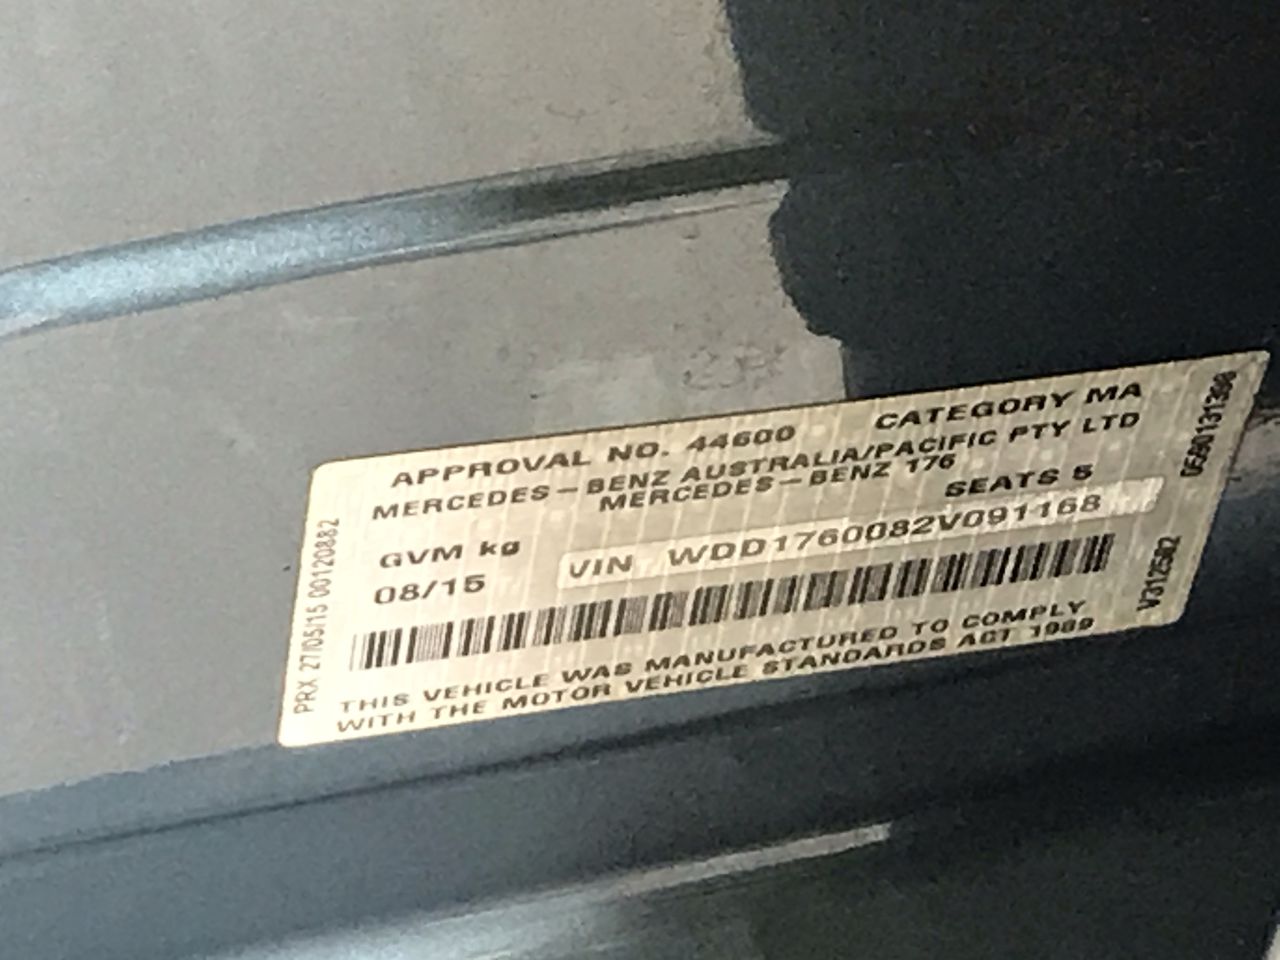 APPROVAL NO. 44600 CATEGORY MA
MERCEDES-BENZ AUSTRALIA/PACIFIC PTY LTD
MERCEDES-BENZ 176
SEATS 5
GVM kg
08/15
VIN WDD1760082V091168
THIS VEHICLE WAS MANUFACTURED TO COMPLY
WITH THE MOTOR VEHICLE STANDARDS ACT 1989
PRX 27/05/15 00120882
V312502